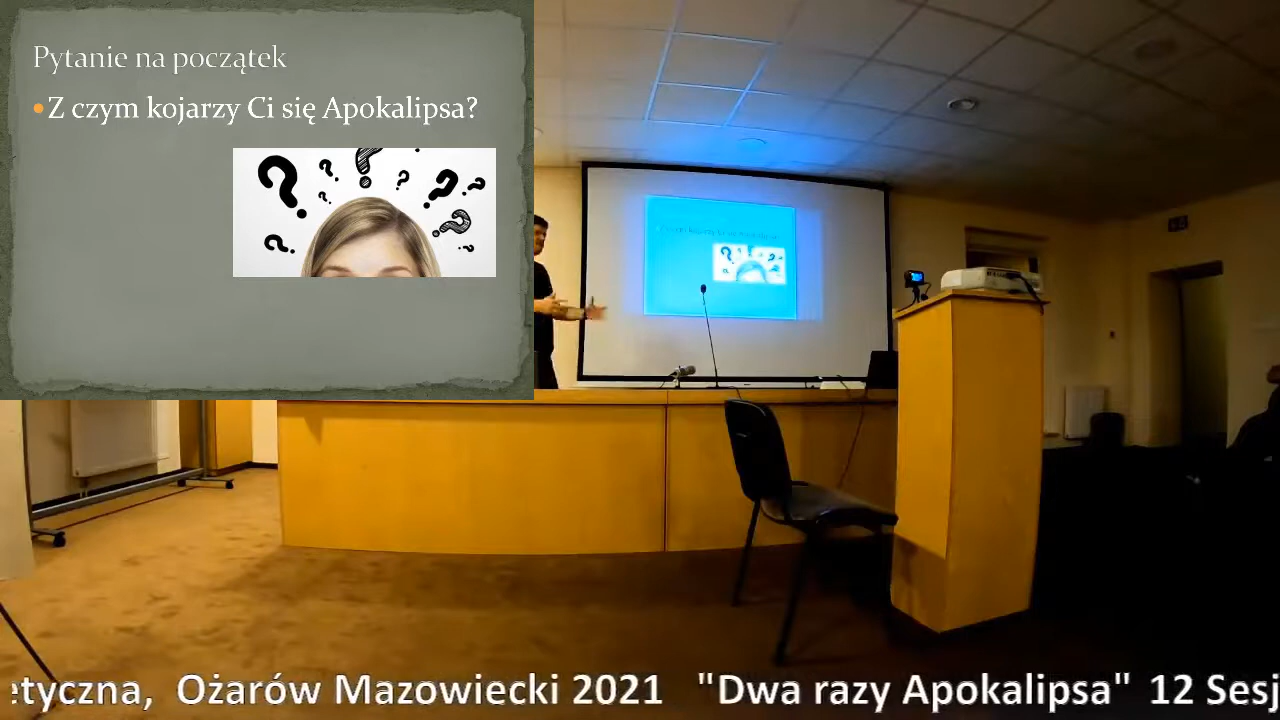 Pytanie na początek
Z czym kojarzy Ci się Apokalipsa?
etyczna, Ożarów Mazowiecki 2021 "Dwa razy Apokalipsa" 12 Sesj